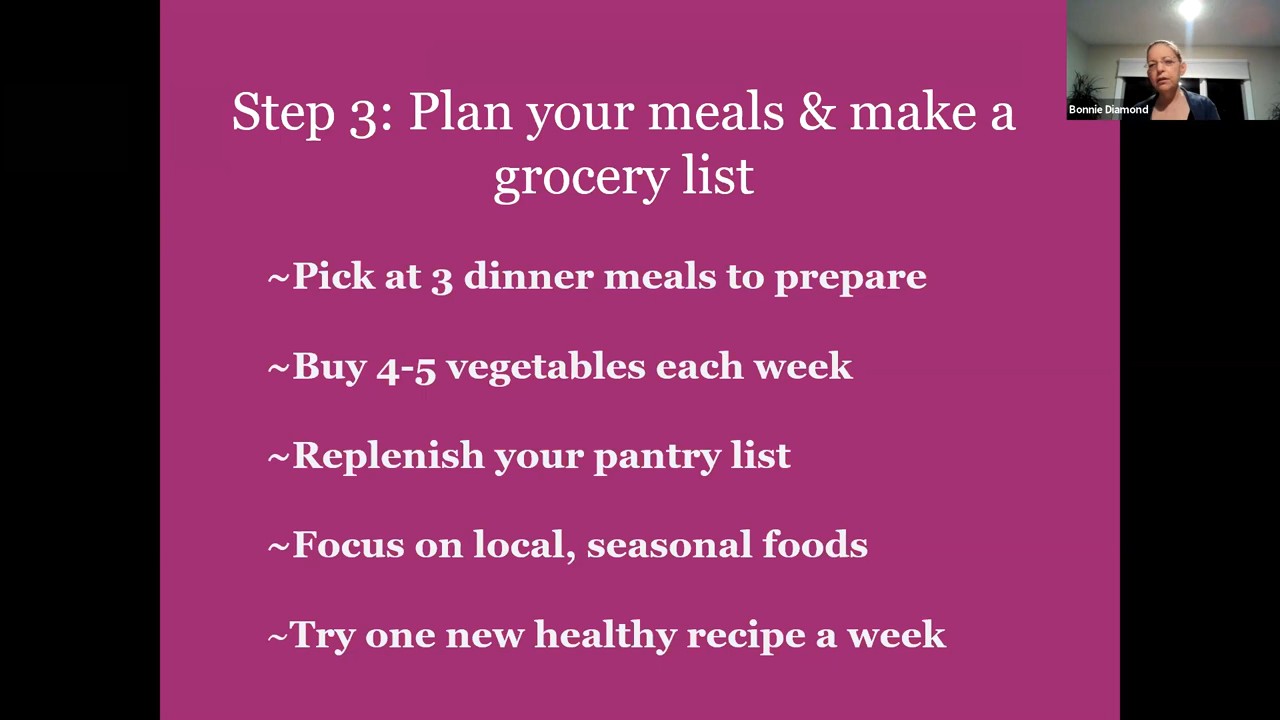 Step 3: Plan your meals & make a
grocery list
~Pick at 3 dinner meals to prepare
~Buy 4-5 vegetables each week
~Replenish your pantry list
~Focus on local, seasonal foods
~Try one new healthy recipe a week
Bonnie Diamond